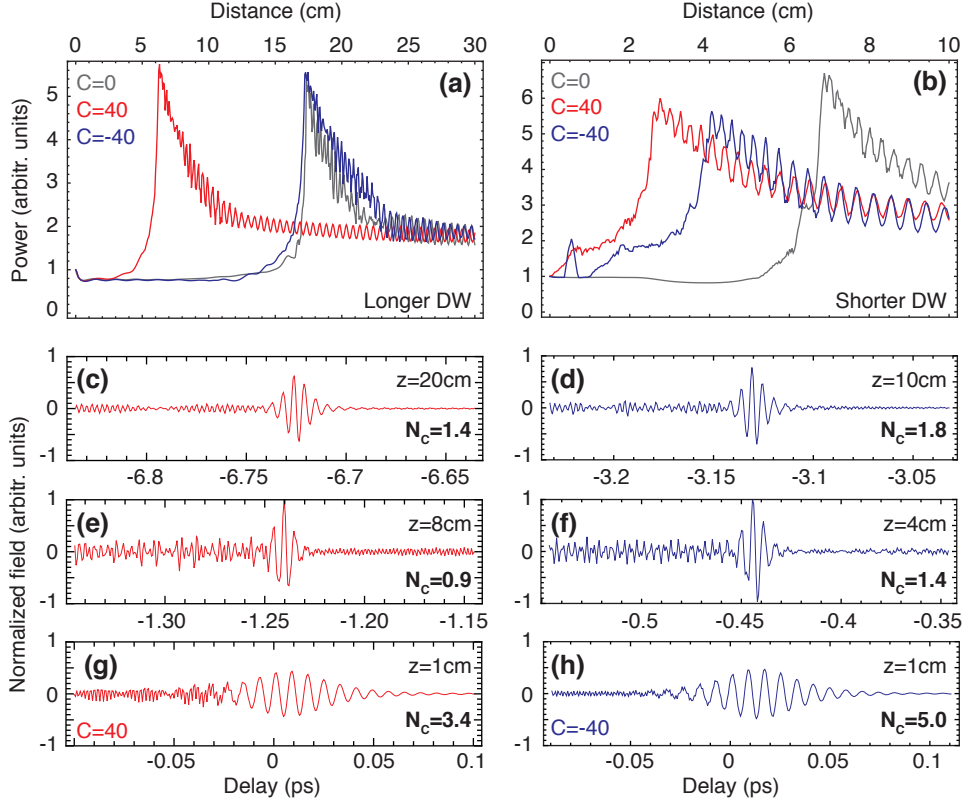 Distance (cm) Distance (cm)
0 5 10 15 20 25 30 0 2 4 6 8 10
Power (arbitr. units)
5
4
3
2
1
0
C=0
C=40
C=-40
(a)
Longer DW
6
5
4
3
2
1
0
C=0
C=40
C=-40
(b)
Shorter DW
Normalized field (arbitr. units)
1
0
-1
(c)
z=20cm
N_c=1.4
-6.8 -6.75 -6.7 -6.65
1
0
-1
(d)
z=10cm
N_c=1.8
-3.2 -3.15 -3.1 -3.05
1
0
-1
(e)
z=8cm
N_c=0.9
-1.30 -1.25 -1.20 -1.15
1
0
-1
(f)
z=4cm
N_c=1.4
-0.5 -0.45 -0.4 -0.35
1
0
-1
(g)
z=1cm
C=40
N_c=3.4
-0.05 0 0.05 0.1
Delay (ps)
1
0
-1
(h)
z=1cm
C=-40
N_c=5.0
-0.05 0 0.05 0.1
Delay (ps)